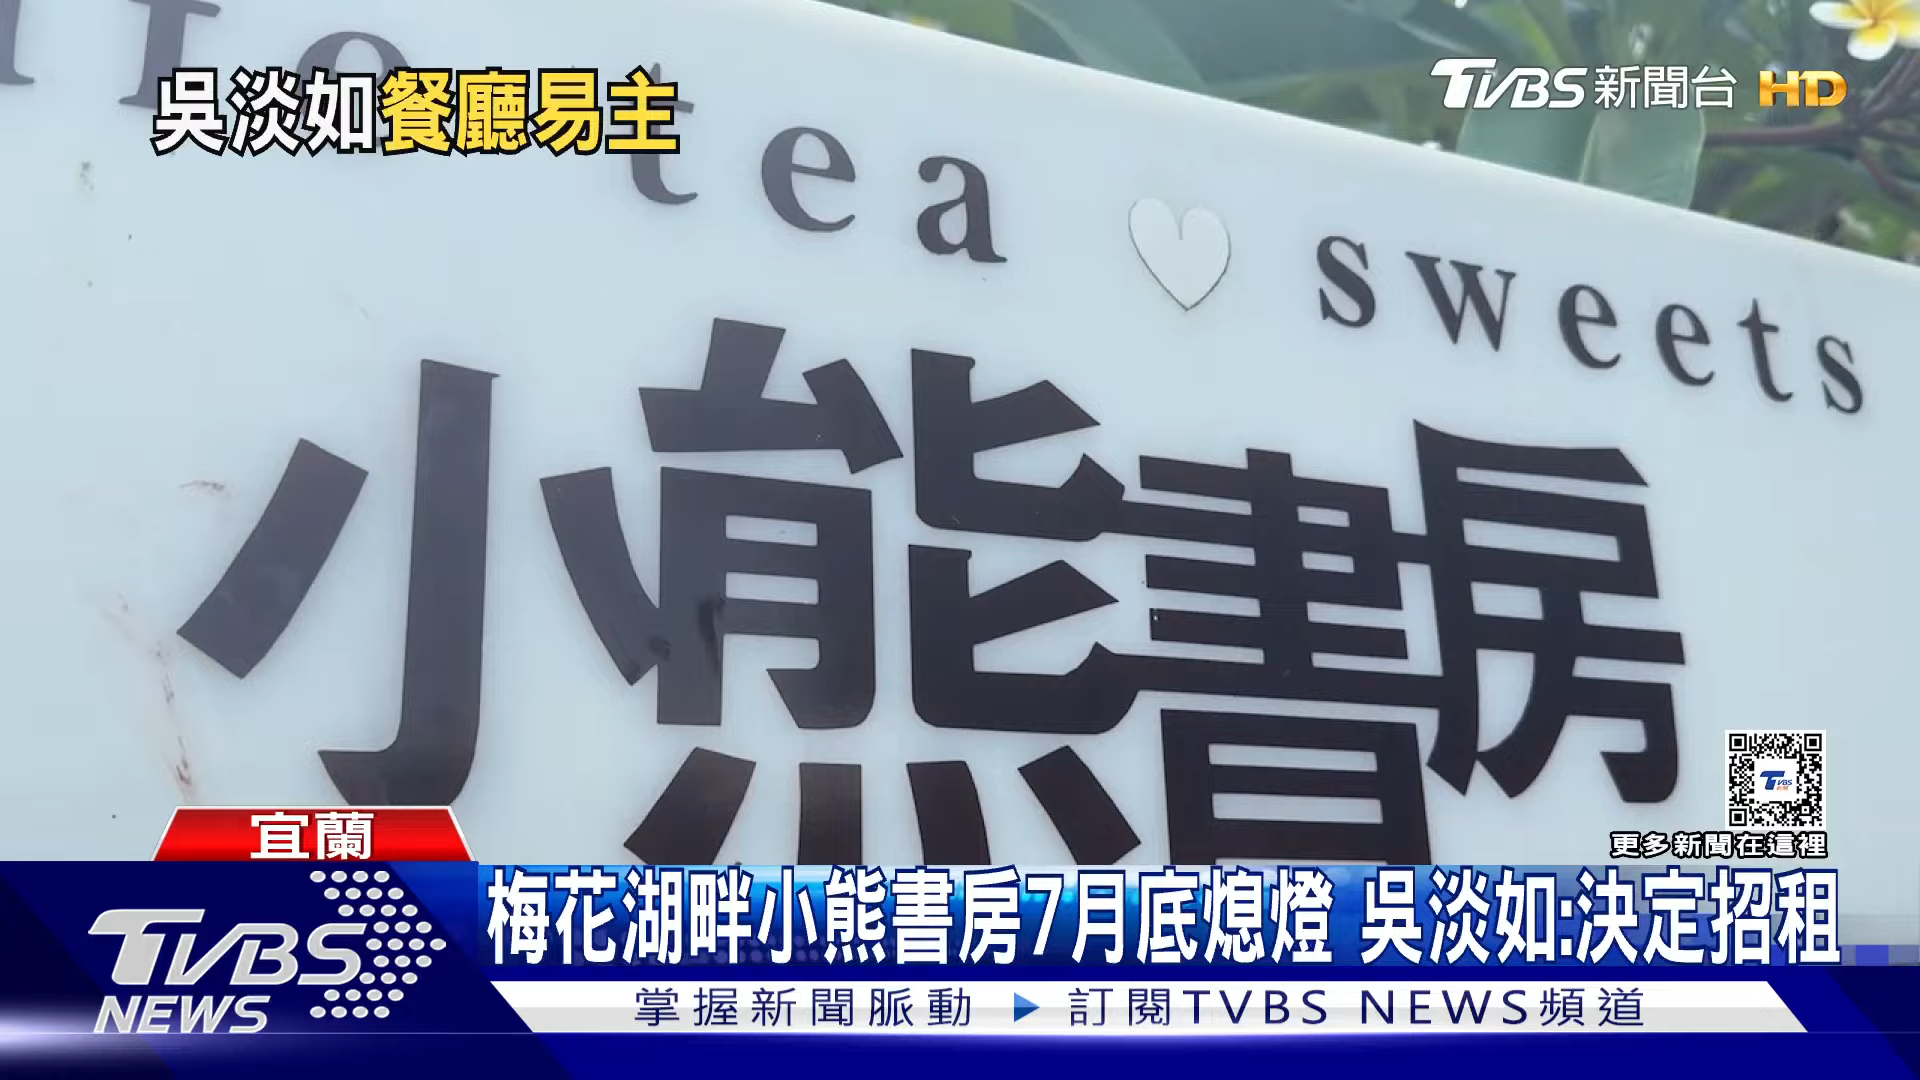 吳淡如餐廳易主
TVBS新聞台 HD
tea ♡ sweets
小熊書房
更多新聞在這裡
宜蘭
梅花湖畔小熊書房7月底熄燈 吳淡如:決定招租
TVBS NEWS
掌握新聞脈動 ▶ 訂閱TVBS NEWS頻道